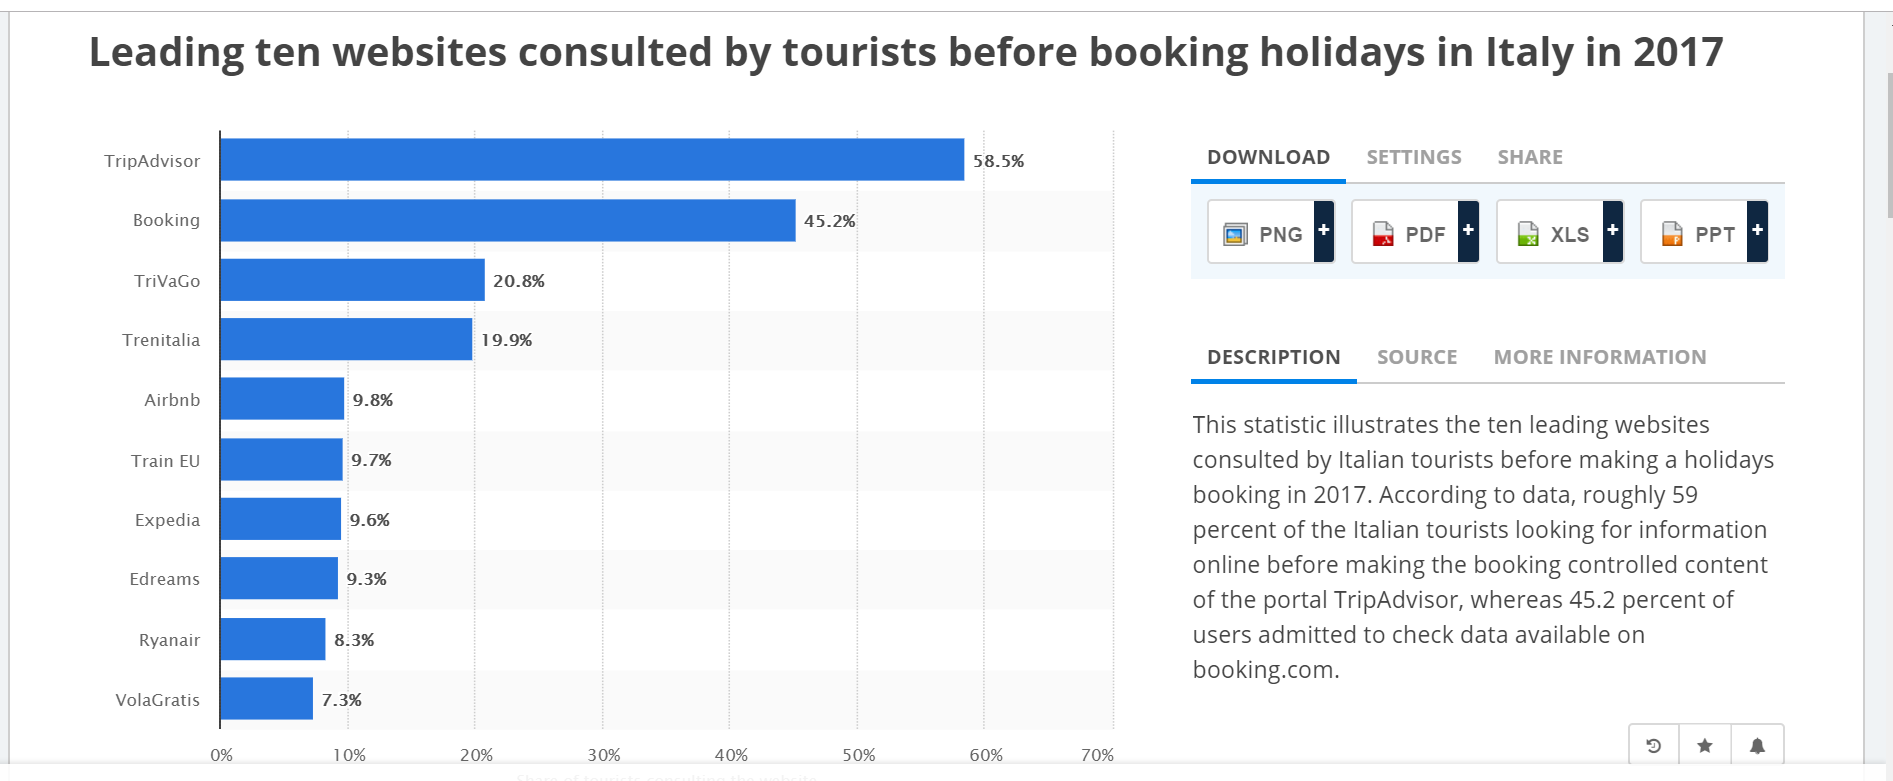 Leading ten websites consulted by tourists before booking holidays in Italy in 2017
TripAdvisor 58.5%
Booking 45.2%
TriVaGo 20.8%
Trenitalia 19.9%
Airbnb 9.8%
Train EU 9.7%
Expedia 9.6%
Edreams 9.3%
Ryanair 8.3%
VolaGratis 7.3%
0% 10% 20% 30% 40% 50% 60% 70%
Share of tourists consulting the website
DOWNLOAD SETTINGS SHARE
PNG + PDF + XLS + PPT +
DESCRIPTION SOURCE MORE INFORMATION
This statistic illustrates the ten leading websites
consulted by Italian tourists before making a holidays
booking in 2017. According to data, roughly 59
percent of the Italian tourists looking for information
online before making the booking controlled content
of the portal TripAdvisor, whereas 45.2 percent of
users admitted to check data available on
booking.com.